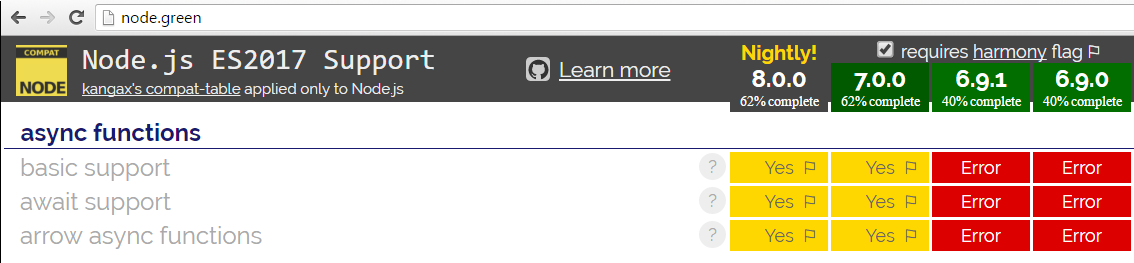 node.green
COMPAT
NODE
Node.js ES2017 Support
kangax's compat-table applied only to Node.js
Learn more
Nightly!
requires harmony flag ⚐
8.0.0 7.0.0 6.9.1 6.9.0
62% complete 62% complete 40% complete 40% complete
async functions
basic support ? Yes ⚐ Yes ⚐ Error Error
await support ? Yes ⚐ Yes ⚐ Error Error
arrow async functions ? Yes ⚐ Yes ⚐ Error Error